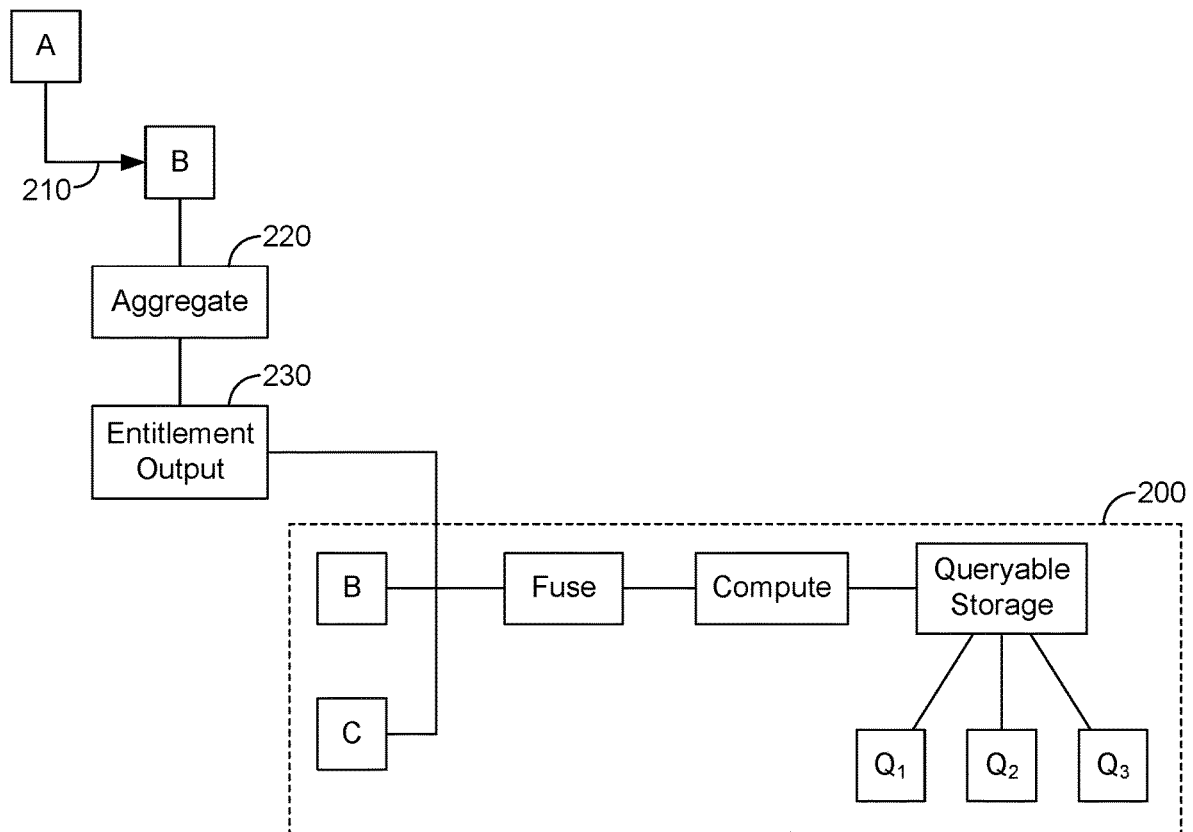 A
B
210
220
Aggregate
230
Entitlement
Output
200
B
Fuse
Compute
Queryable
Storage
C
Q₁
Q₂
Q₃